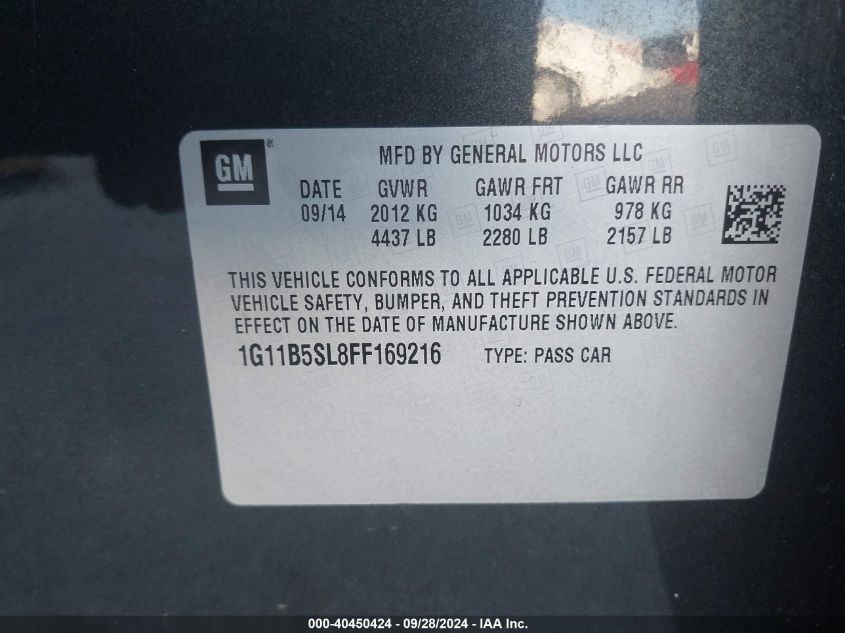 GM®
MFD BY GENERAL MOTORS LLC
DATE GVWR GAWR FRT GAWR RR
09/14 2012 KG 1034 KG 978 KG
4437 LB 2280 LB 2157 LB
THIS VEHICLE CONFORMS TO ALL APPLICABLE U.S. FEDERAL MOTOR
VEHICLE SAFETY, BUMPER, AND THEFT PREVENTION STANDARDS IN
EFFECT ON THE DATE OF MANUFACTURE SHOWN ABOVE.
1G11B5SL8FF169216 TYPE: PASS CAR
000-40450424 - 09/28/2024 - IAA Inc.